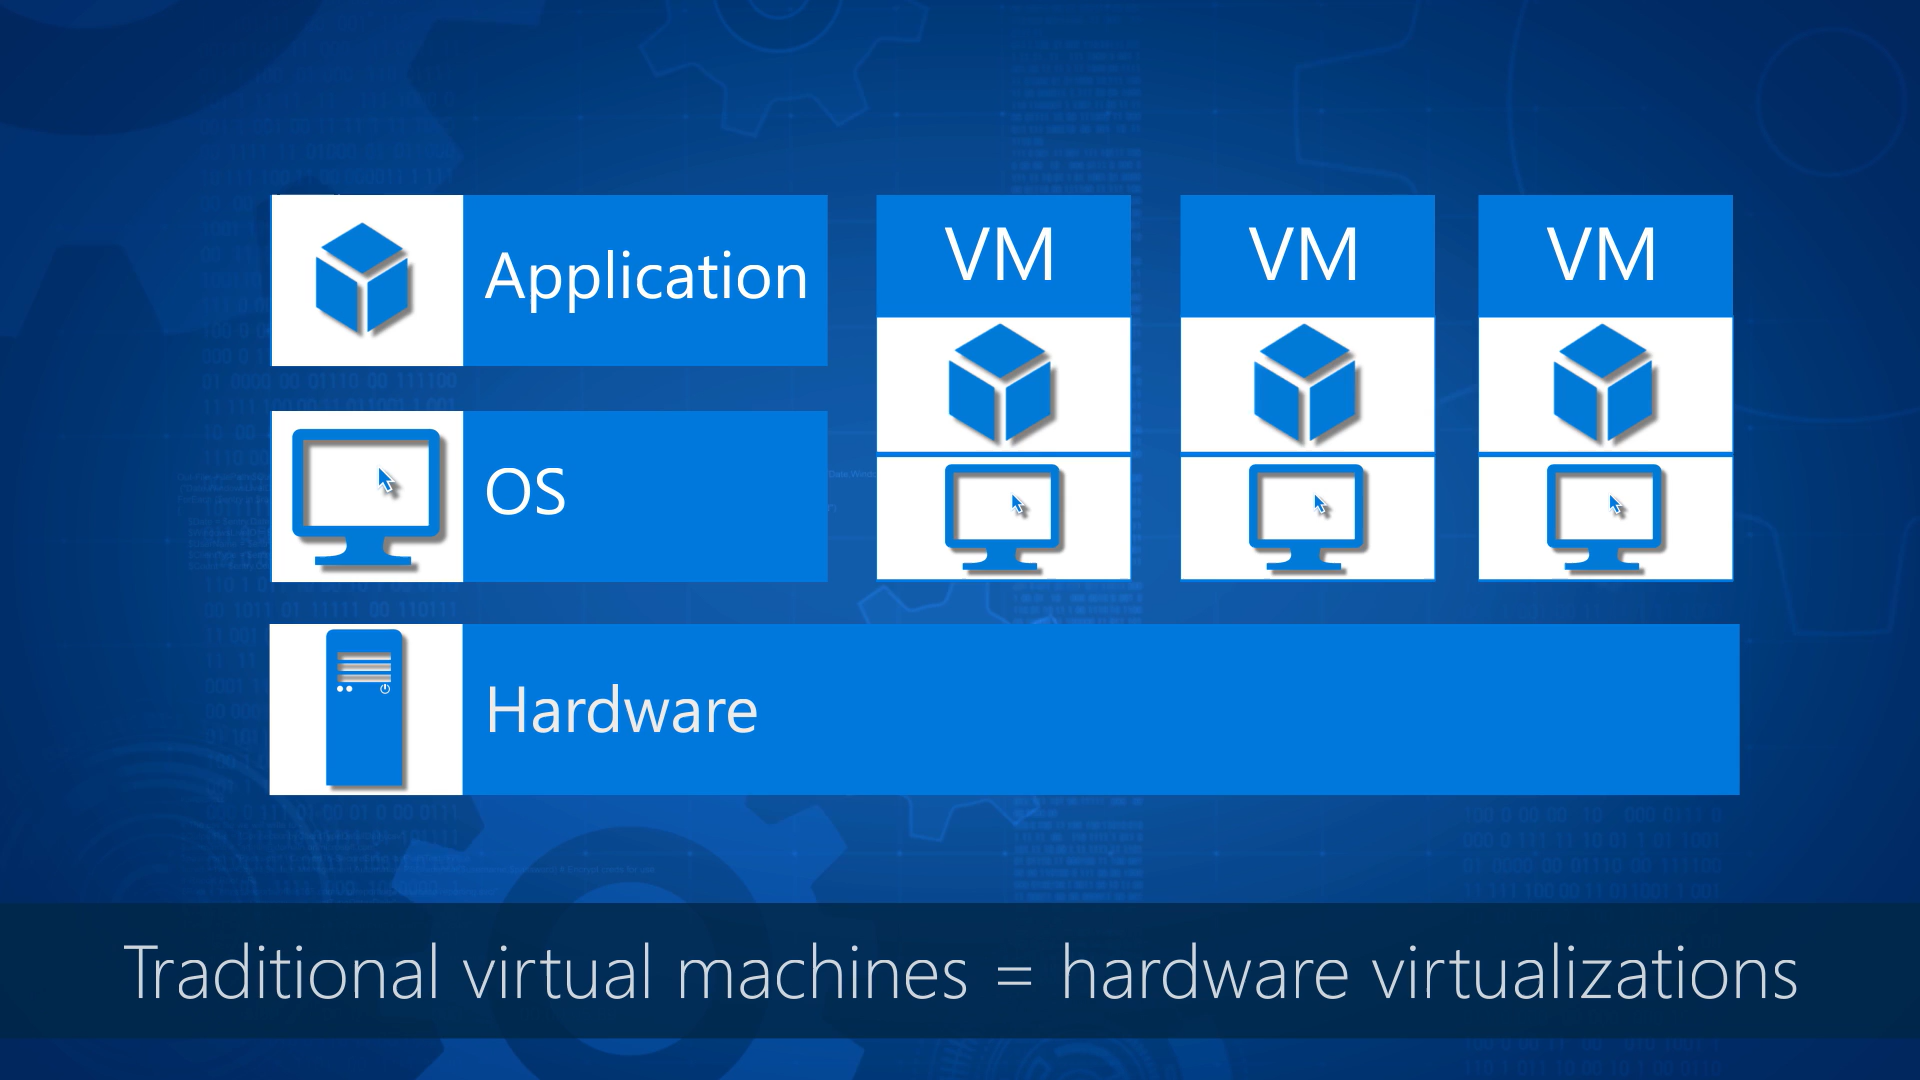 Application
VM
VM
VM
OS
Hardware
Traditional virtual machines = hardware virtualizations